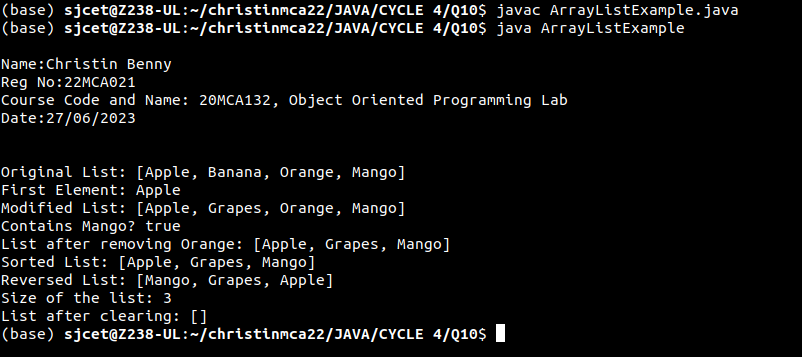 (base) sjcet@Z238-UL:~/christinmca22/JAVA/CYCLE 4/Q10$ javac ArrayListExample.java
(base) sjcet@Z238-UL:~/christinmca22/JAVA/CYCLE 4/Q10$ java ArrayListExample
Name:Christin Benny
Reg No:22MCA021
Course Code and Name: 20MCA132, Object Oriented Programming Lab
Date:27/06/2023
Original List: [Apple, Banana, Orange, Mango]
First Element: Apple
Modified List: [Apple, Grapes, Orange, Mango]
Contains Mango? true
List after removing Orange: [Apple, Grapes, Mango]
Sorted List: [Apple, Grapes, Mango]
Reversed List: [Mango, Grapes, Apple]
Size of the list: 3
List after clearing: []
(base) sjcet@Z238-UL:~/christinmca22/JAVA/CYCLE 4/Q10$